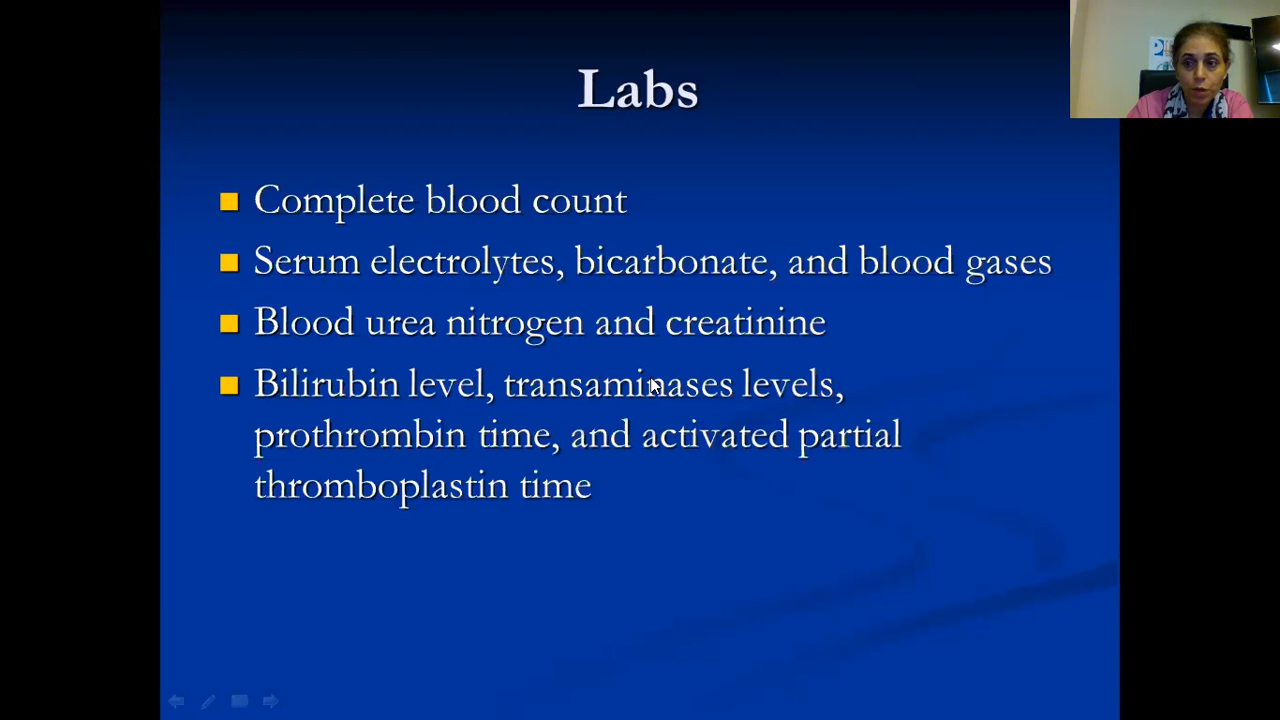 Labs
Complete blood count
Serum electrolytes, bicarbonate, and blood gases
Blood urea nitrogen and creatinine
Bilirubin level, transaminases levels,
prothrombin time, and activated partial
thromboplastin time